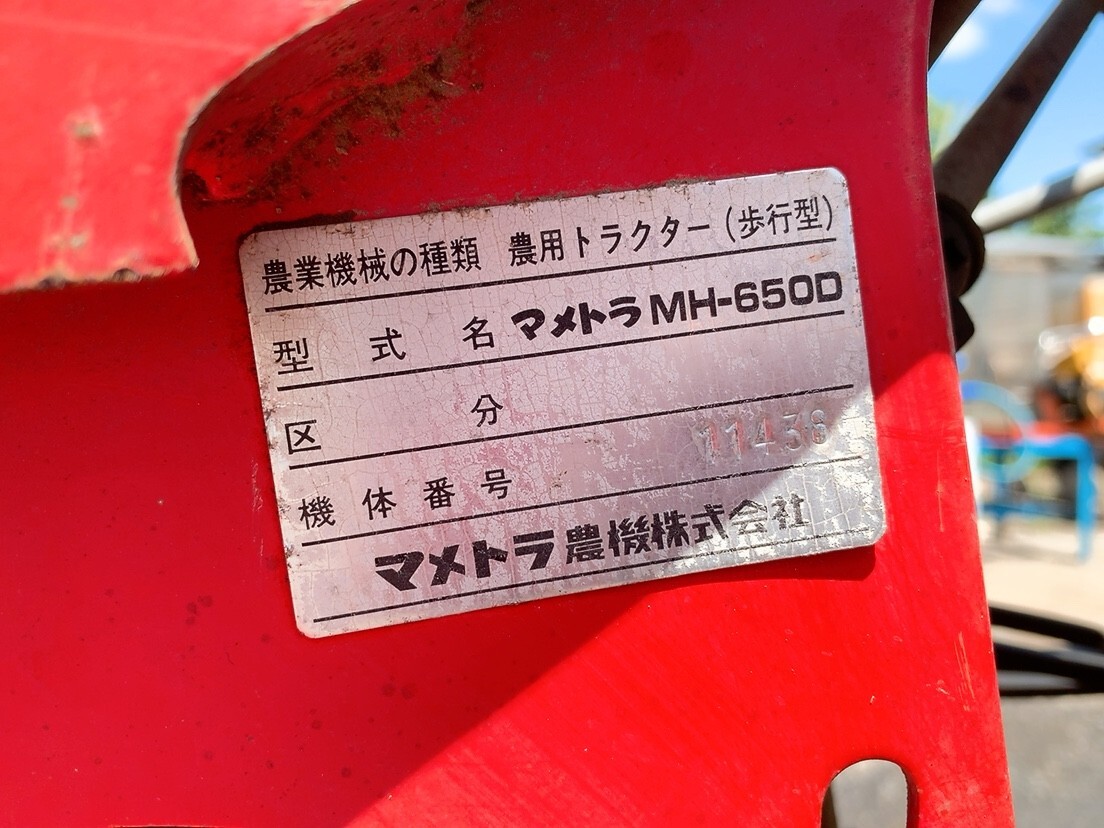 農業機械の種類 農用トラクター(歩行型)
型式名 マメトラ MH-650D
区分
機体番号 11438
マメトラ農機株式会社